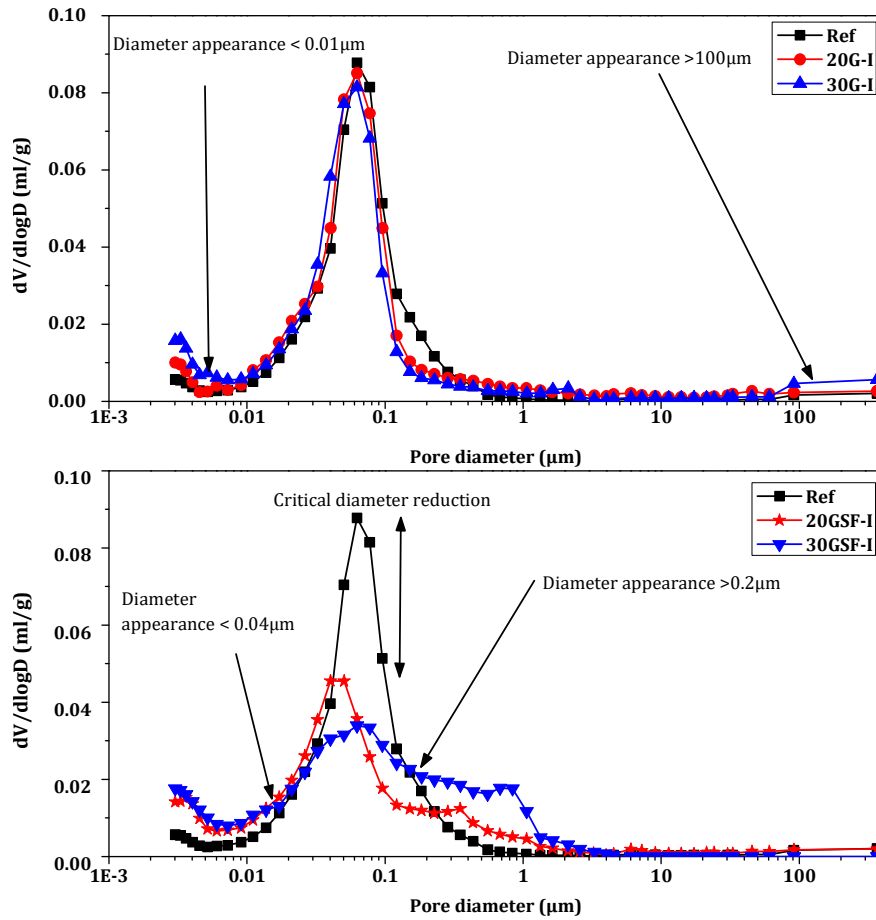 Diameter appearance < 0.01µm
Diameter appearance >100µm
Ref
20G-I
30G-I
0.10
0.08
0.06
0.04
0.02
0.00
dV/dlogD (ml/g)
1E-3 0.01 0.1 1 10 100
Pore diameter (µm)
Critical diameter reduction
Ref
20GSF-I
30GSF-I
Diameter
appearance < 0.04µm
Diameter appearance >0.2µm
0.10
0.08
0.06
0.04
0.02
0.00
dV/dlogD (ml/g)
1E-3 0.01 0.1 1 10 100
Pore diameter (µm)